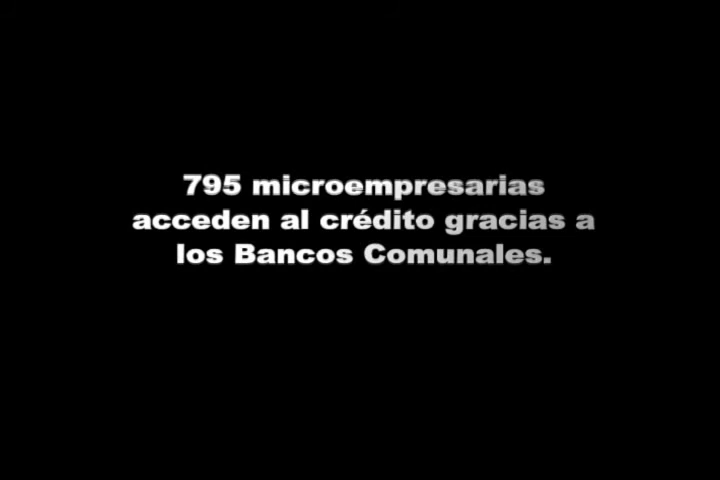 795 microempresarias
acceden al crédito gracias a
los Bancos Comunales.